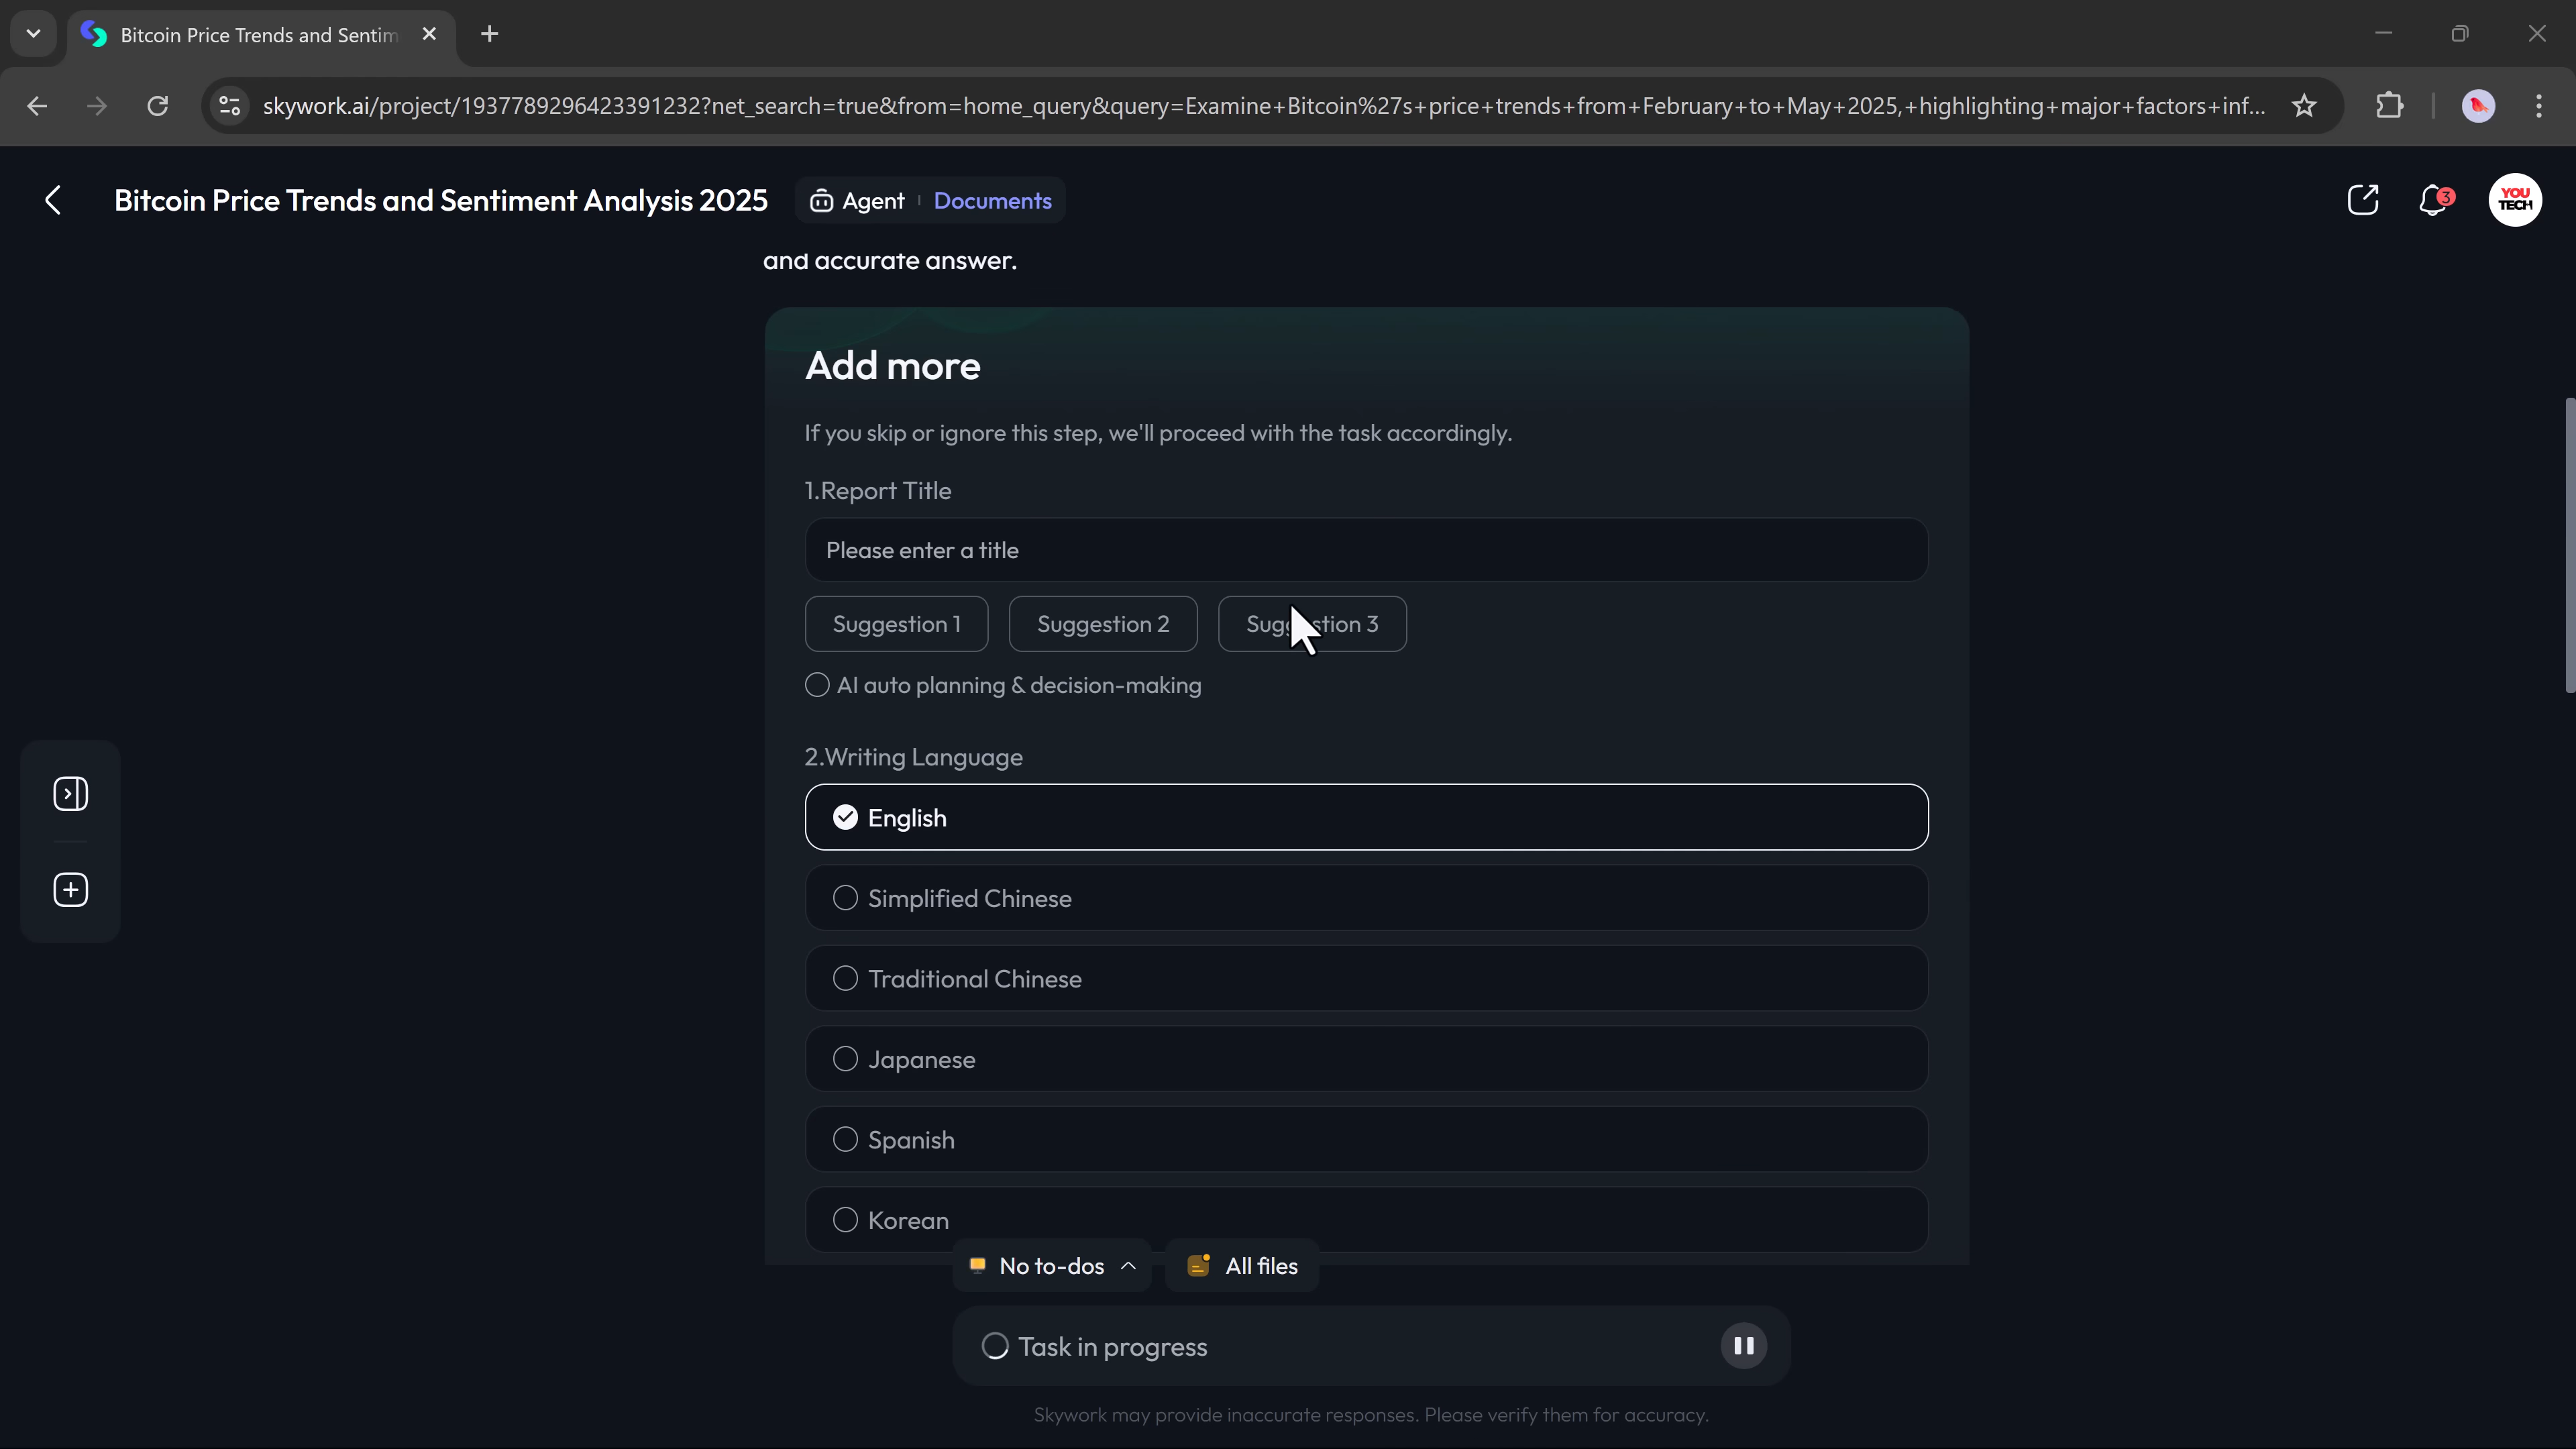 Bitcoin Price Trends and Sentim
skywork.ai/project/1937789296423391232?net_search=true&from=home_query&query=Examine+Bitcoin%27s+price+trends+from+February+to+May+2025,+highlighting+major+factors+inf...
Bitcoin Price Trends and Sentiment Analysis 2025
Agent
Documents
3
YOU
TECH
and accurate answer.
Add more
If you skip or ignore this step, we'll proceed with the task accordingly.
1.Report Title
Please enter a title
Suggestion 1
Suggestion 2
Suggestion 3
AI auto planning & decision-making
2.Writing Language
English
Simplified Chinese
Traditional Chinese
Japanese
Spanish
Korean
No to-dos
All files
Task in progress
Skywork may provide inaccurate responses. Please verify them for accuracy.